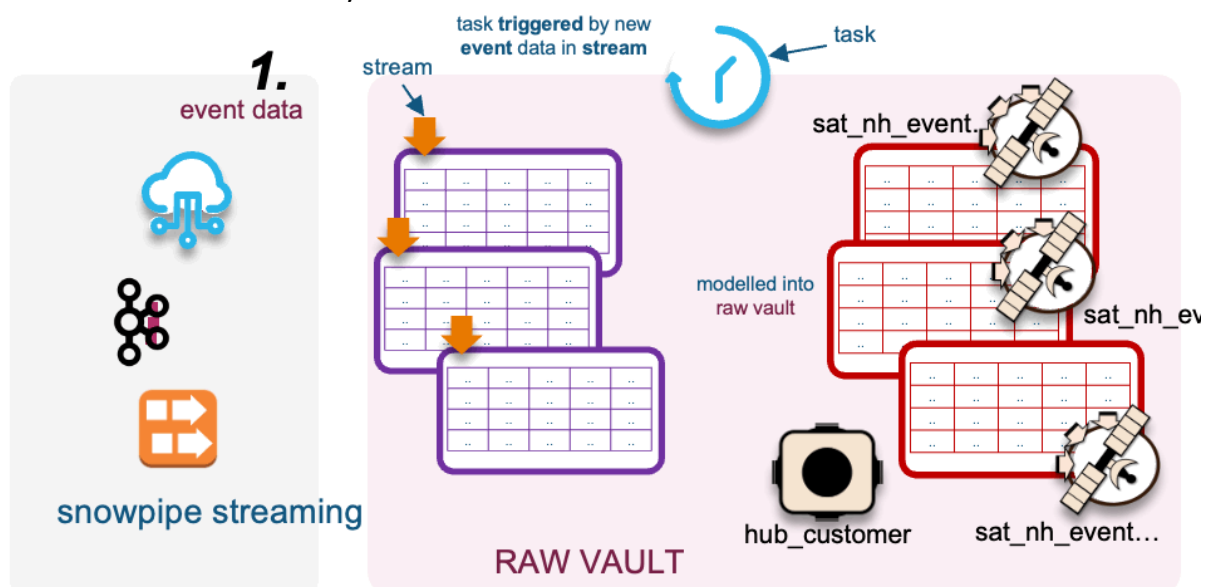 task triggered by new
event data in stream
task
1.
event data
stream
sat_nh_event…
modelled into
raw vault
sat_nh_ev
snowpipe streaming
hub_customer
sat_nh_event…
RAW VAULT